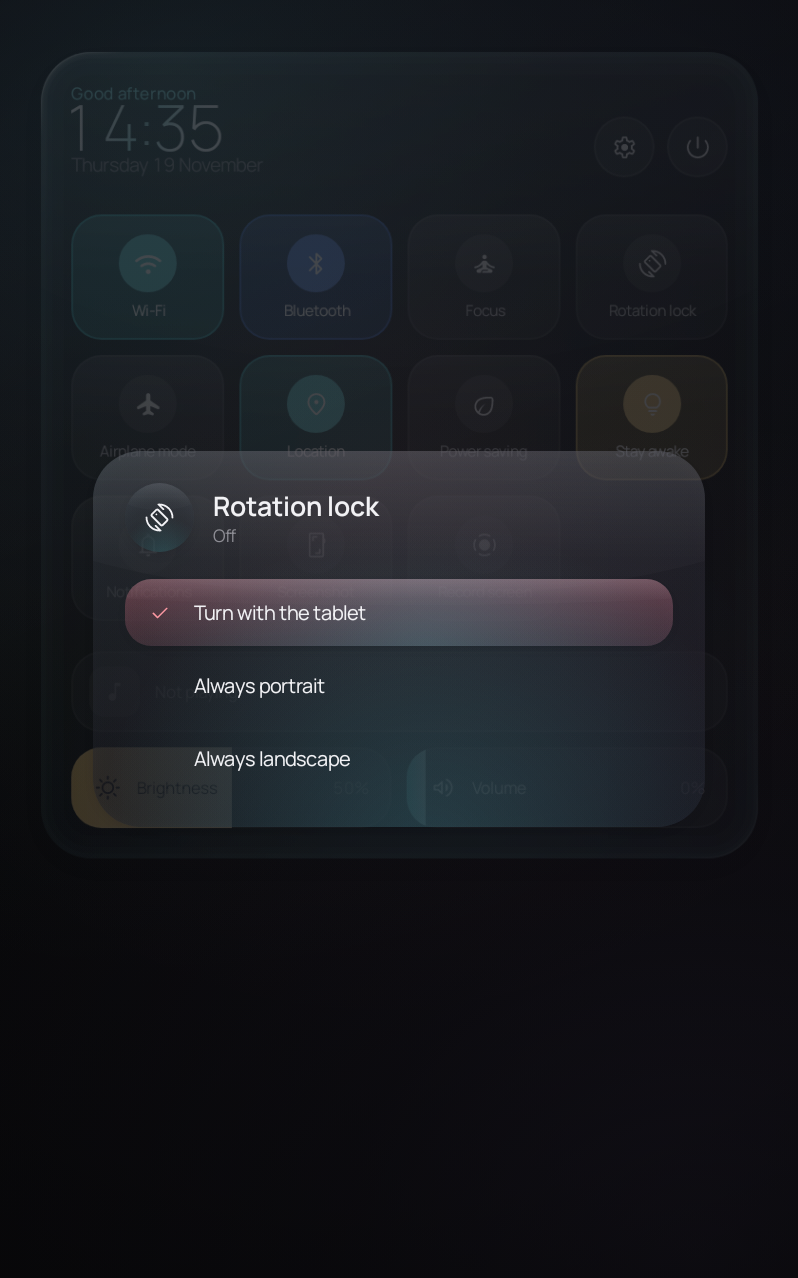 Good afternoon
14:35
Thursday 19 November
Wi-Fi
Bluetooth
Focus
Rotation lock
Airplane mode
Location
Power saving
Stay awake
Rotation lock
Off
Turn with the tablet
Always portrait
Always landscape
Brightness
Volume
0%